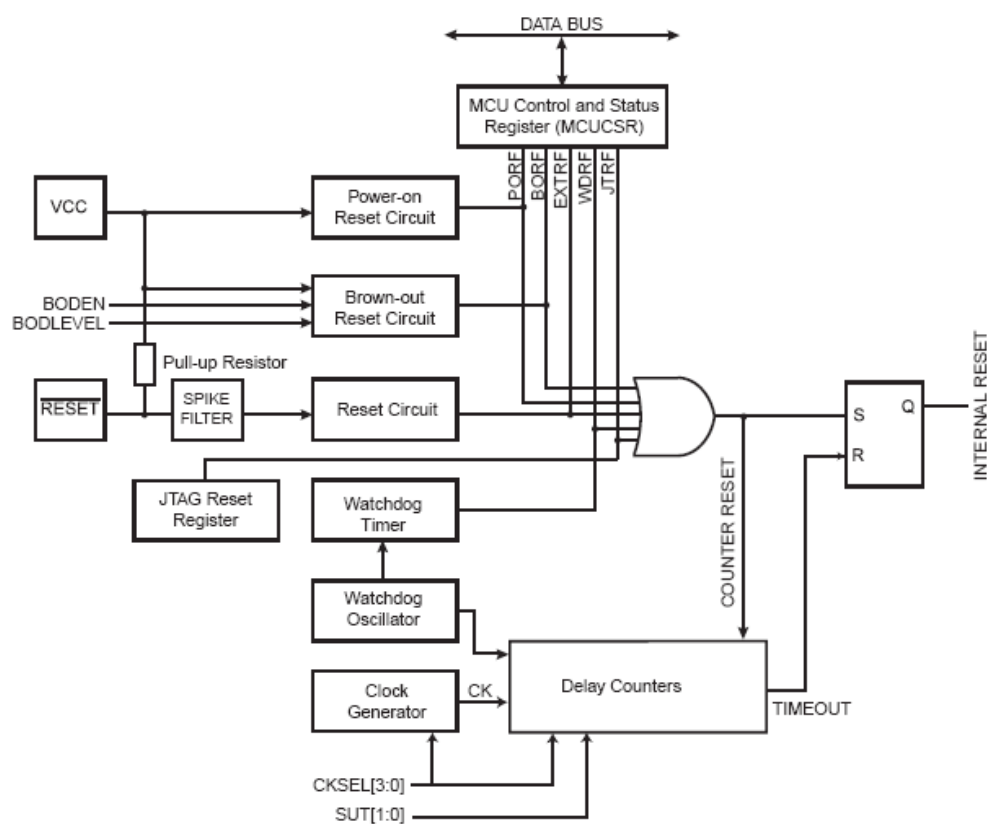 DATA BUS
MCU Control and Status
Register (MCUCSR)
PORF
BORF
EXTRF
WDRF
JTRF
VCC
Power-on
Reset Circuit
BODEN
BODLEVEL
Brown-out
Reset Circuit
Pull-up Resistor
RESET
SPIKE
FILTER
Reset Circuit
JTAG Reset
Register
Watchdog
Timer
Watchdog
Oscillator
Clock
Generator
CK
Delay Counters
COUNTER RESET
TIMEOUT
S
R
Q
INTERNAL RESET
CKSEL[3:0]
SUT[1:0]